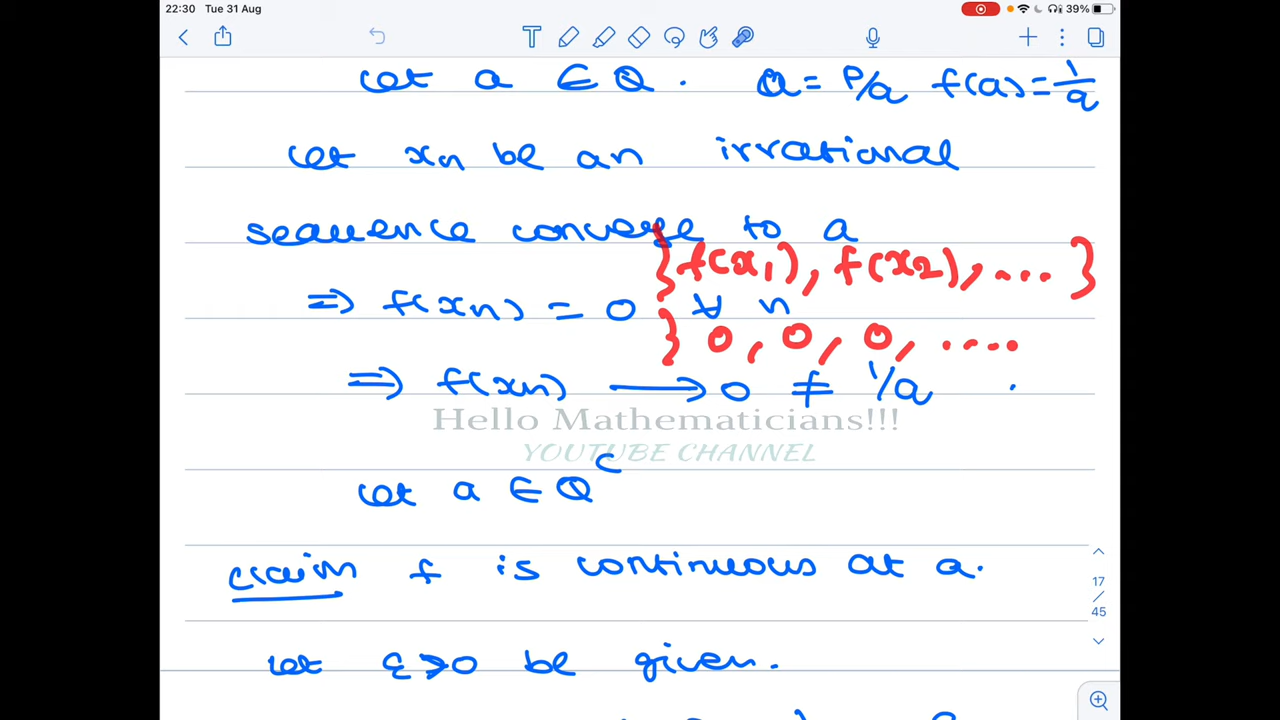 22:30 Tue 31 Aug 39%
T
Let a ∈ Q. a = P/q f(a) = 1/q
Let xn be an irrational
sequence converge to a
{f(x1), f(x2), ....}
⇒ f(xn) = 0 ∀ n
{ 0, 0, 0, ....
⇒ f(xn) ⟶ 0 ≠ 1/q .
Hello Mathematicians!!!
YOUTUBE CHANNEL
Let a ∈ Qᶜ
Claim f is continuous at a.
17
/
45
Let ε > 0 be given.